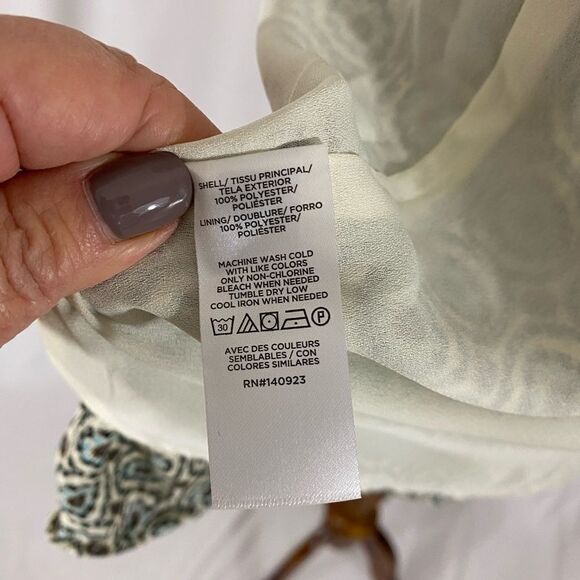 SHELL/ TISSU PRINCIPAL/
TELA EXTERIOR
100% POLYESTER/
POLIÉSTER
LINING/ DOUBLURE/ FORRO
100% POLYESTER/
POLIÉSTER
MACHINE WASH COLD
WITH LIKE COLORS
ONLY NON-CHLORINE
BLEACH WHEN NEEDED
TUMBLE DRY LOW
COOL IRON WHEN NEEDED
30 P
AVEC DES COULEURS
SEMBLABLES / CON
COLORES SIMILARES
RN#140923